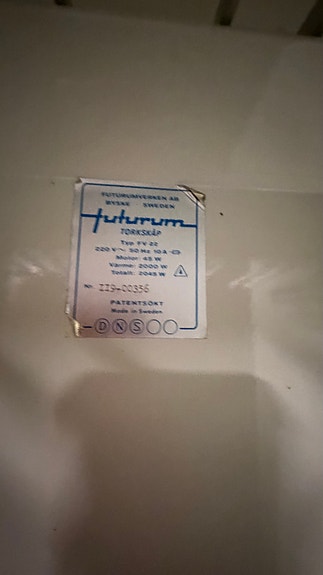 FUTURUMVERKEN AB
BYSKE SWEDEN
futurum
TORKSKÅP
Typ FV 22
220 V~ 50 Hz 10 A
Motor: 45 W
Värme: 2000 W
Totalt: 2045 W
Nr. 229-00356
PATENTSÖKT
Made in Sweden
D N S